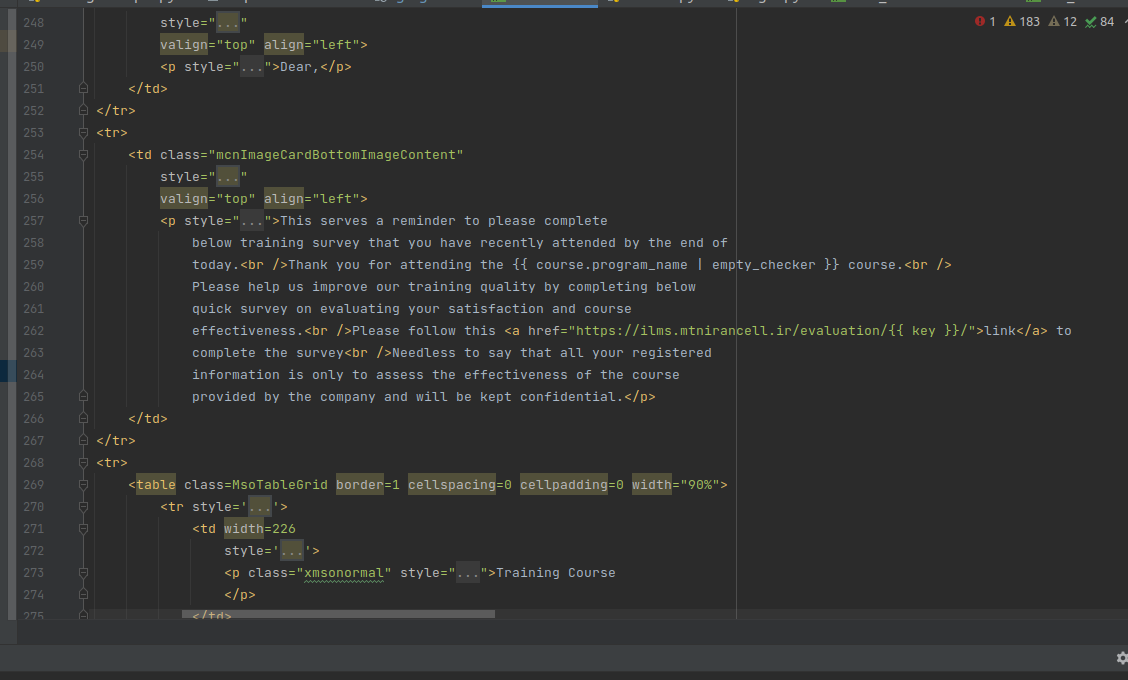 1 183 12 84
248 style="..."
249 valign="top" align="left">
250 <p style="...">Dear,</p>
251 </td>
252 </tr>
253 <tr>
254 <td class="mcnImageCardBottomImageContent"
255 style="..."
256 valign="top" align="left">
257 <p style="...">This serves a reminder to please complete
258 below training survey that you have recently attended by the end of
259 today.<br />Thank you for attending the {{ course.program_name | empty_checker }} course.<br />
260 Please help us improve our training quality by completing below
261 quick survey on evaluating your satisfaction and course
262 effectiveness.<br />Please follow this <a href="https://ilms.mtnirancell.ir/evaluation/{{ key }}/">link</a> to
263 complete the survey<br />Needless to say that all your registered
264 information is only to assess the effectiveness of the course
265 provided by the company and will be kept confidential.</p>
266 </td>
267 </tr>
268 <tr>
269 <table class=MsoTableGrid border=1 cellspacing=0 cellpadding=0 width="90%">
270 <tr style='...'>
271 <td width=226
272 style='...'>
273 <p class="xmsonormal" style="...">Training Course
274 </p>
275 </td>